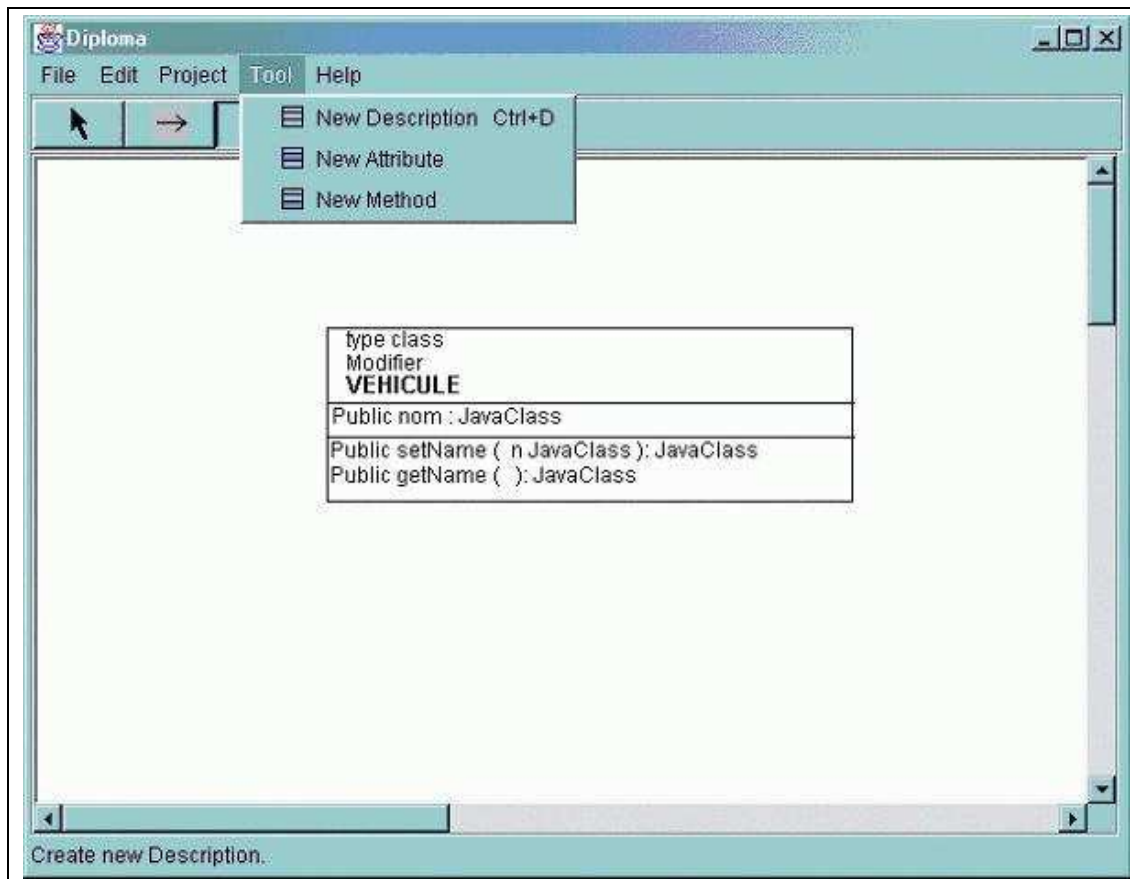 Diploma
File Edit Project Tool Help
New Description Ctrl+D
New Attribute
New Method
type class
Modifier
VEHICULE
Public nom : JavaClass
Public setName ( n JavaClass ): JavaClass
Public getName ( ): JavaClass
Create new Description.